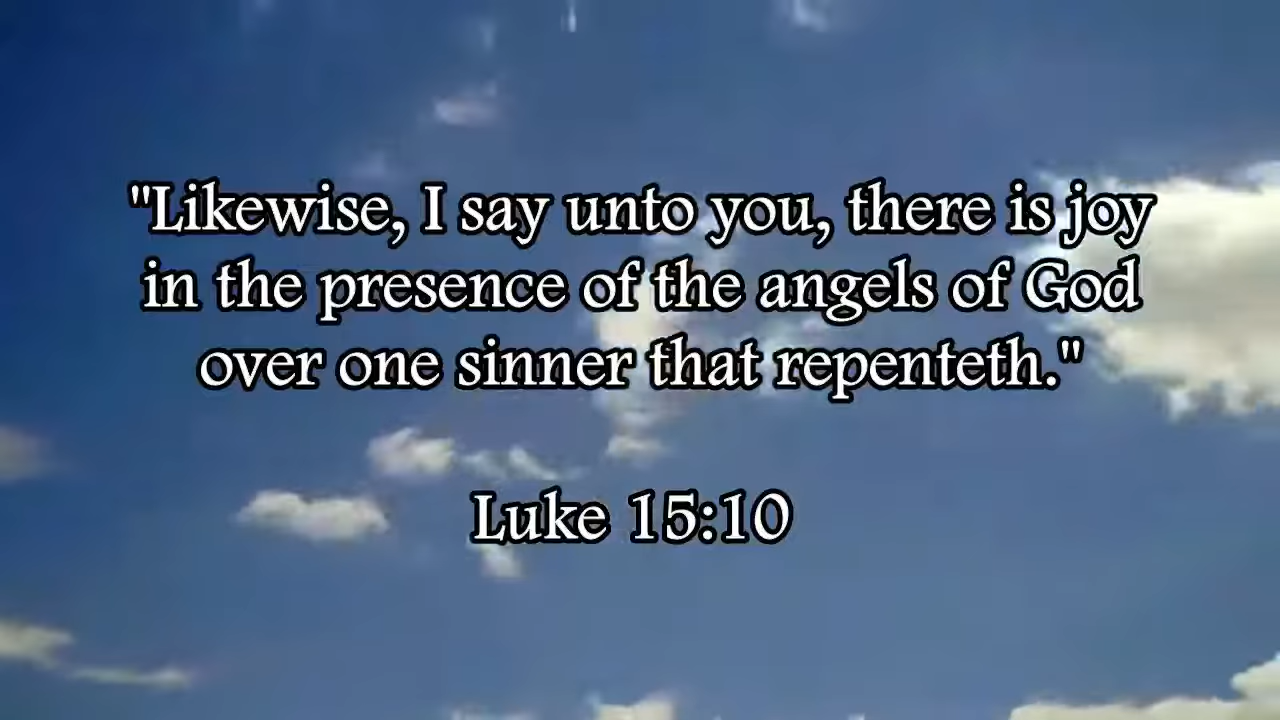 "Likewise, I say unto you, there is joy
in the presence of the angels of God
over one sinner that repenteth."
Luke 15:10